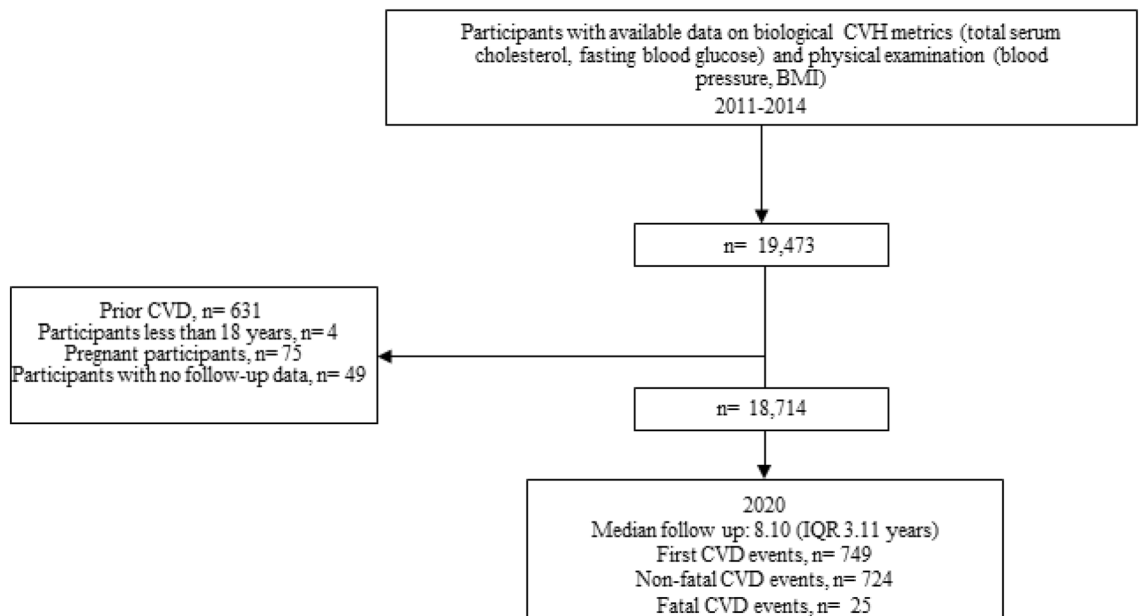 Participants with available data on biological CVH metrics (total serum
cholesterol, fasting blood glucose) and physical examination (blood
pressure, BMI)
2011-2014
n= 19,473
Prior CVD, n= 631
Participants less than 18 years, n= 4
Pregnant participants, n= 75
Participants with no follow-up data, n= 49
n= 18,714
2020
Median follow up: 8.10 (IQR 3.11 years)
First CVD events, n= 749
Non-fatal CVD events, n= 724
Fatal CVD events, n= 25